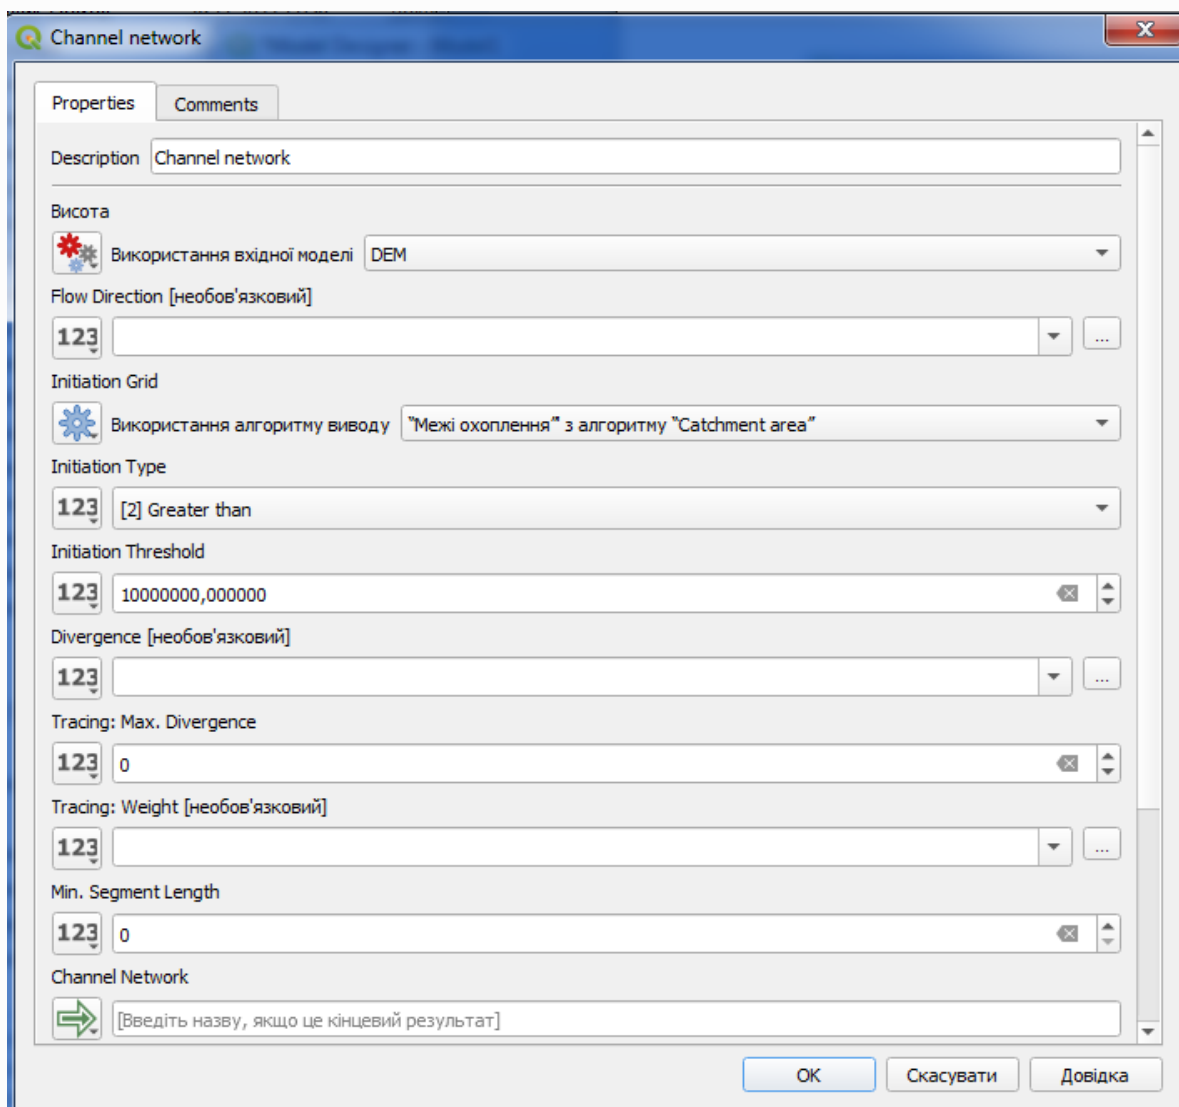 Channel network
Properties Comments
Description Channel network
Висота
Використання вхідної моделі DEM
Flow Direction [необов'язковий]
123 ...
Initiation Grid
Використання алгоритму виводу “Межі охоплення” з алгоритму “Catchment area”
Initiation Type
123 [2] Greater than
Initiation Threshold
123 10000000,000000
Divergence [необов'язковий]
123 ...
Tracing: Max. Divergence
123 0
Tracing: Weight [необов'язковий]
123 ...
Min. Segment Length
123 0
Channel Network
[Введіть назву, якщо це кінцевий результат]
OK Скасувати Довідка